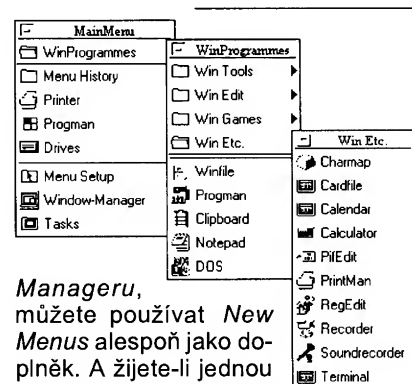 MainMenu
WinProgrammes
Menu History
Printer
Progman
Drives
Menu Setup
Window-Manager
Tasks
WinProgrammes
Win Tools
Win Edit
Win Games
Win Etc.
Winfile
Progman
Clipboard
Notepad
DOS
Win Etc.
Charmap
Cardfile
Calendar
Calculator
PifEdit
PrintMan
RegEdit
Recorder
Soundrecorder
Terminal
Manageru,
můžete používat New
Menus alespoň jako do-
plněk. A žijete-li jednou